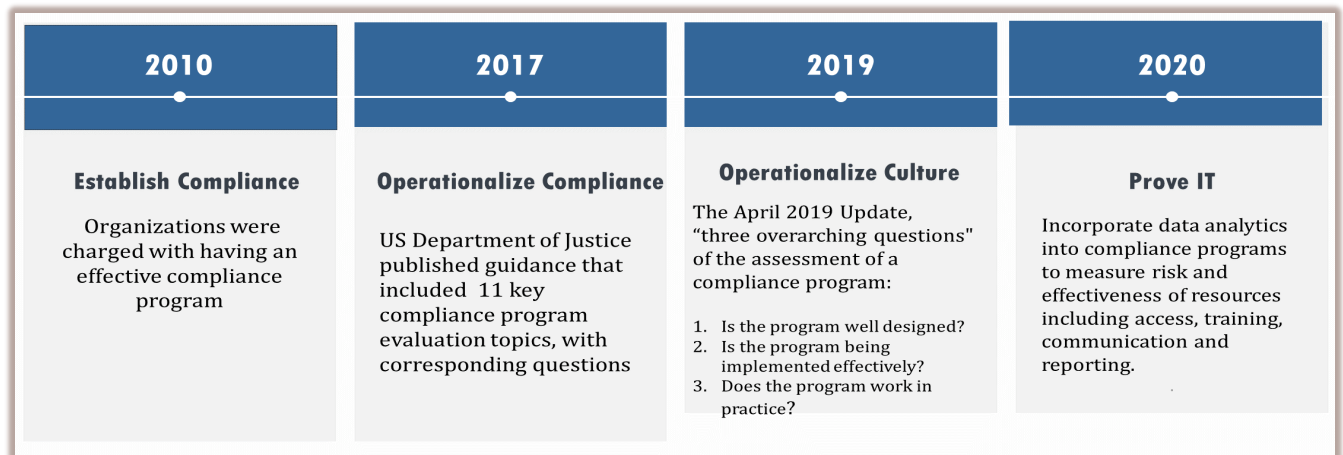 2010
Establish Compliance
Organizations were
charged with having an
effective compliance
program
2017
Operationalize Compliance
US Department of Justice
published guidance that
included 11 key
compliance program
evaluation topics, with
corresponding questions
2019
Operationalize Culture
The April 2019 Update,
“three overarching questions"
of the assessment of a
compliance program:
1. Is the program well designed?
2. Is the program being
implemented effectively?
3. Does the program work in
practice?
2020
Prove IT
Incorporate data analytics
into compliance programs
to measure risk and
effectiveness of resources
including access, training,
communication and
reporting.
.